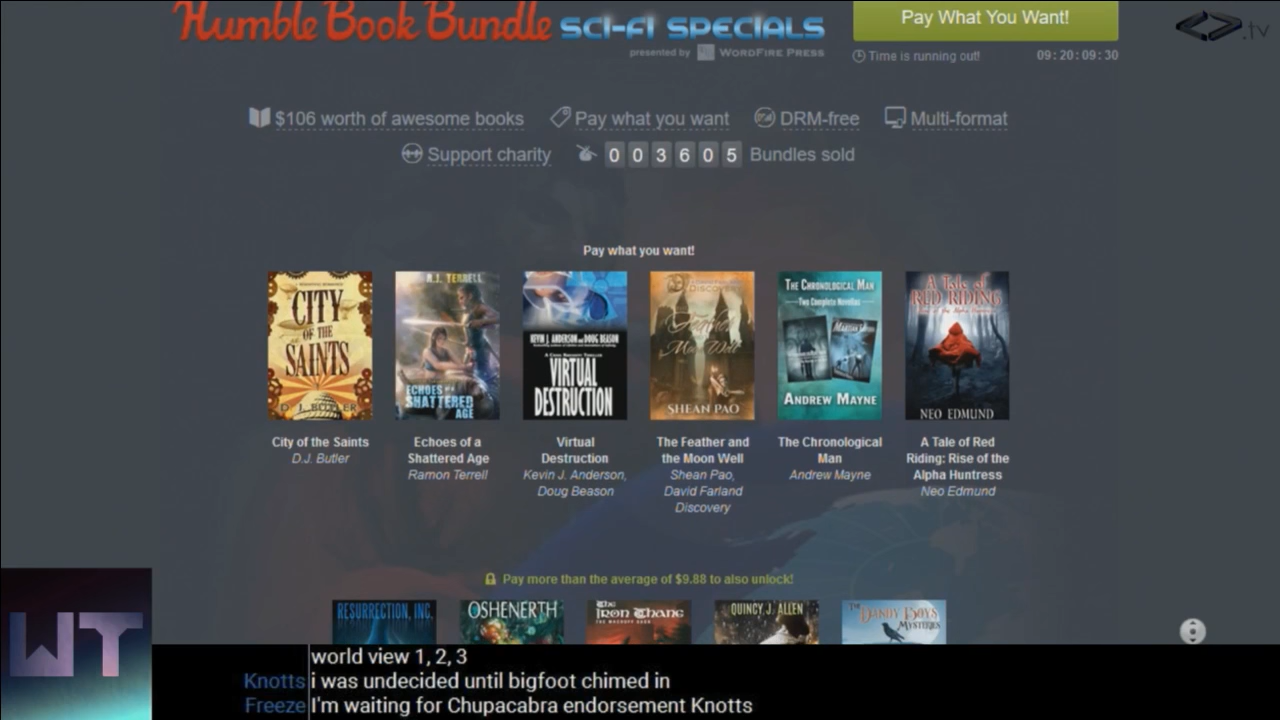 Humble Book Bundle SCI-FI SPECIALS
presented by WORDFIRE PRESS
Pay What You Want!
Time is running out! 09:20:09:30
.tv
$106 worth of awesome books Pay what you want DRM-free Multi-format
Support charity 003605 Bundles sold
Pay what you want!
CITY
OF THE
SAINTS
D. J. BUTLER
R.J. TERRELL
ECHOES OF A
SHATTERED
AGE
KEVIN J. ANDERSON AND DOUG BEASON
VIRTUAL
DESTRUCTION
Feather
Moon Well
SHEAN PAO
THE CHRONOLOGICAL MAN
Two Complete Novellas
ANDREW MAYNE
A Tale of
RED RIDING
NEO EDMUND
City of the Saints
D.J. Butler
Echoes of a
Shattered Age
Ramon Terrell
Virtual
Destruction
Kevin J. Anderson,
Doug Beason
The Feather and
the Moon Well
Shean Pao,
David Farland
Discovery
The Chronological
Man
Andrew Mayne
A Tale of Red
Riding: Rise of the
Alpha Huntress
Neo Edmund
Pay more than the average of $9.88 to also unlock!
RESURRECTION, INC.
OSHENERTH
The
Iron Thane
QUINCY J. ALLEN
THE DANDY BOYS
MYSTERIES
WT
world view 1, 2, 3
Knotts i was undecided until bigfoot chimed in
Freeze I'm waiting for Chupacabra endorsement Knotts